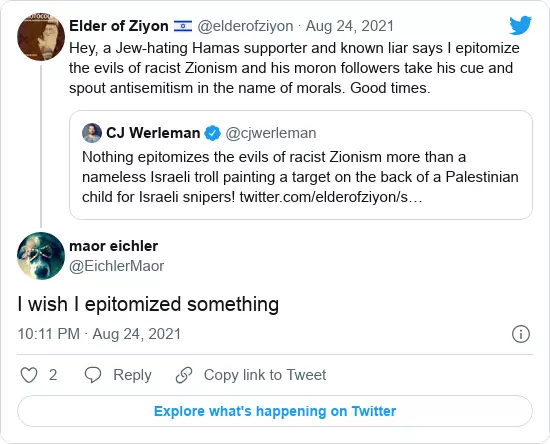 Elder of Ziyon 🇮🇱 @elderofziyon · Aug 24, 2021
Hey, a Jew-hating Hamas supporter and known liar says I epitomize
the evils of racist Zionism and his moron followers take his cue and
spout antisemitism in the name of morals. Good times.
CJ Werleman @cjwerleman
Nothing epitomizes the evils of racist Zionism more than a
nameless Israeli troll painting a target on the back of a Palestinian
child for Israeli snipers! twitter.com/elderofziyon/s…
maor eichler
@EichlerMaor
I wish I epitomized something
10:11 PM · Aug 24, 2021
2 Reply Copy link to Tweet
Explore what's happening on Twitter